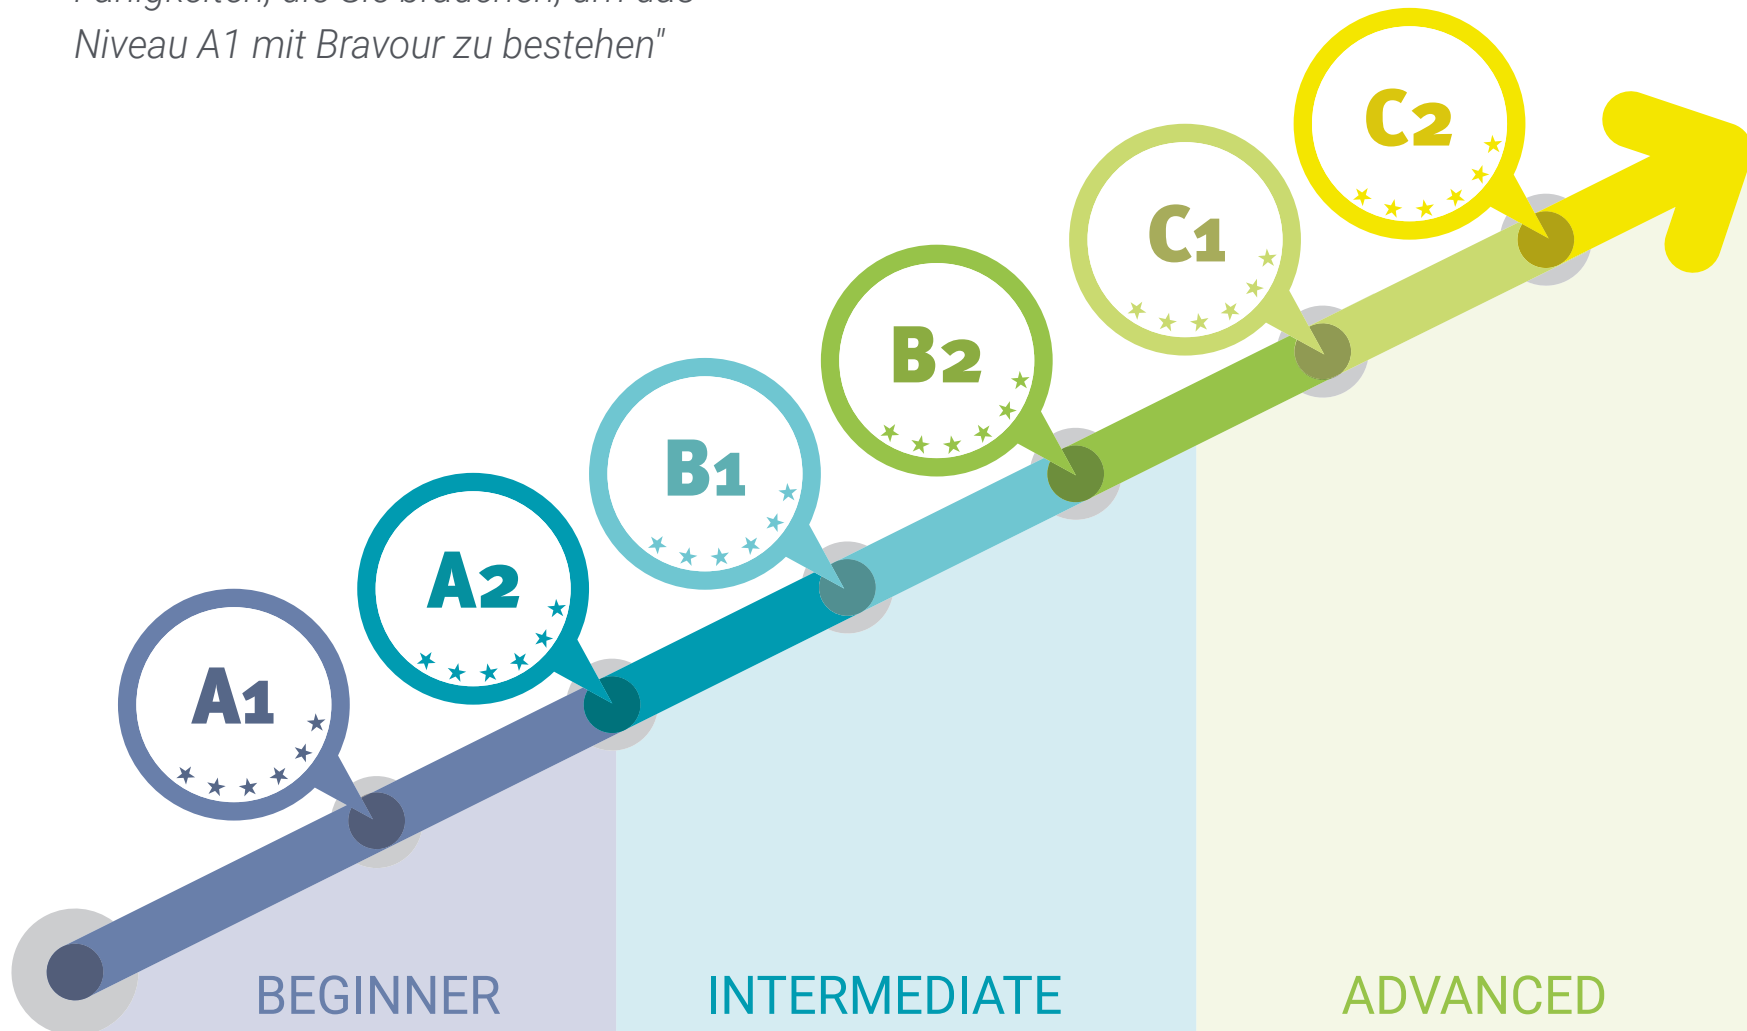 Niveau A1 mit Bravour zu bestehen"
C2
C1
B2
B1
A2
A1
BEGINNER INTERMEDIATE ADVANCED